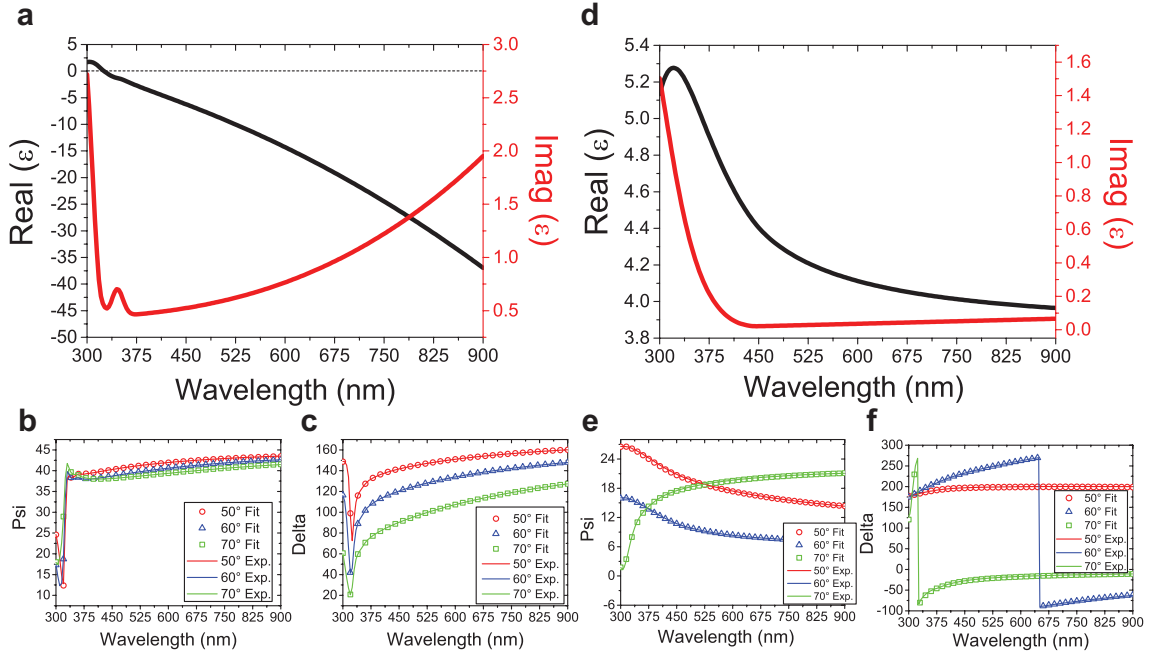 a
5
0
-5
-10
-15
-20
-25
-30
-35
-40
-45
-50
Real (ε)
3.0
2.5
2.0
1.5
1.0
0.5
Imag (ε)
300 375 450 525 600 675 750 825 900
Wavelength (nm)
d
5.4
5.2
5.0
4.8
4.6
4.4
4.2
4.0
3.8
Real (ε)
1.6
1.4
1.2
1.0
0.8
0.6
0.4
0.2
0.0
Imag (ε)
300 375 450 525 600 675 750 825 900
Wavelength (nm)
b
45
40
35
30
25
20
15
10
Psi
50° Fit
60° Fit
70° Fit
50° Exp.
60° Exp.
70° Exp.
300 375 450 525 600 675 750 825 900
Wavelength (nm)
c
160
140
120
100
80
60
40
20
0
Delta
50° Fit
60° Fit
70° Fit
50° Exp.
60° Exp.
70° Exp.
300 375 450 525 600 675 750 825 900
Wavelength (nm)
e
24
18
12
6
0
-6
Psi
50° Fit
60° Fit
70° Fit
50° Exp.
60° Exp.
70° Exp.
300 375 450 525 600 675 750 825 900
Wavelength (nm)
f
300
250
200
150
100
50
0
-50
-100
Delta
50° Fit
60° Fit
70° Fit
50° Exp.
60° Exp.
70° Exp.
300 375 450 525 600 675 750 825 900
Wavelength (nm)